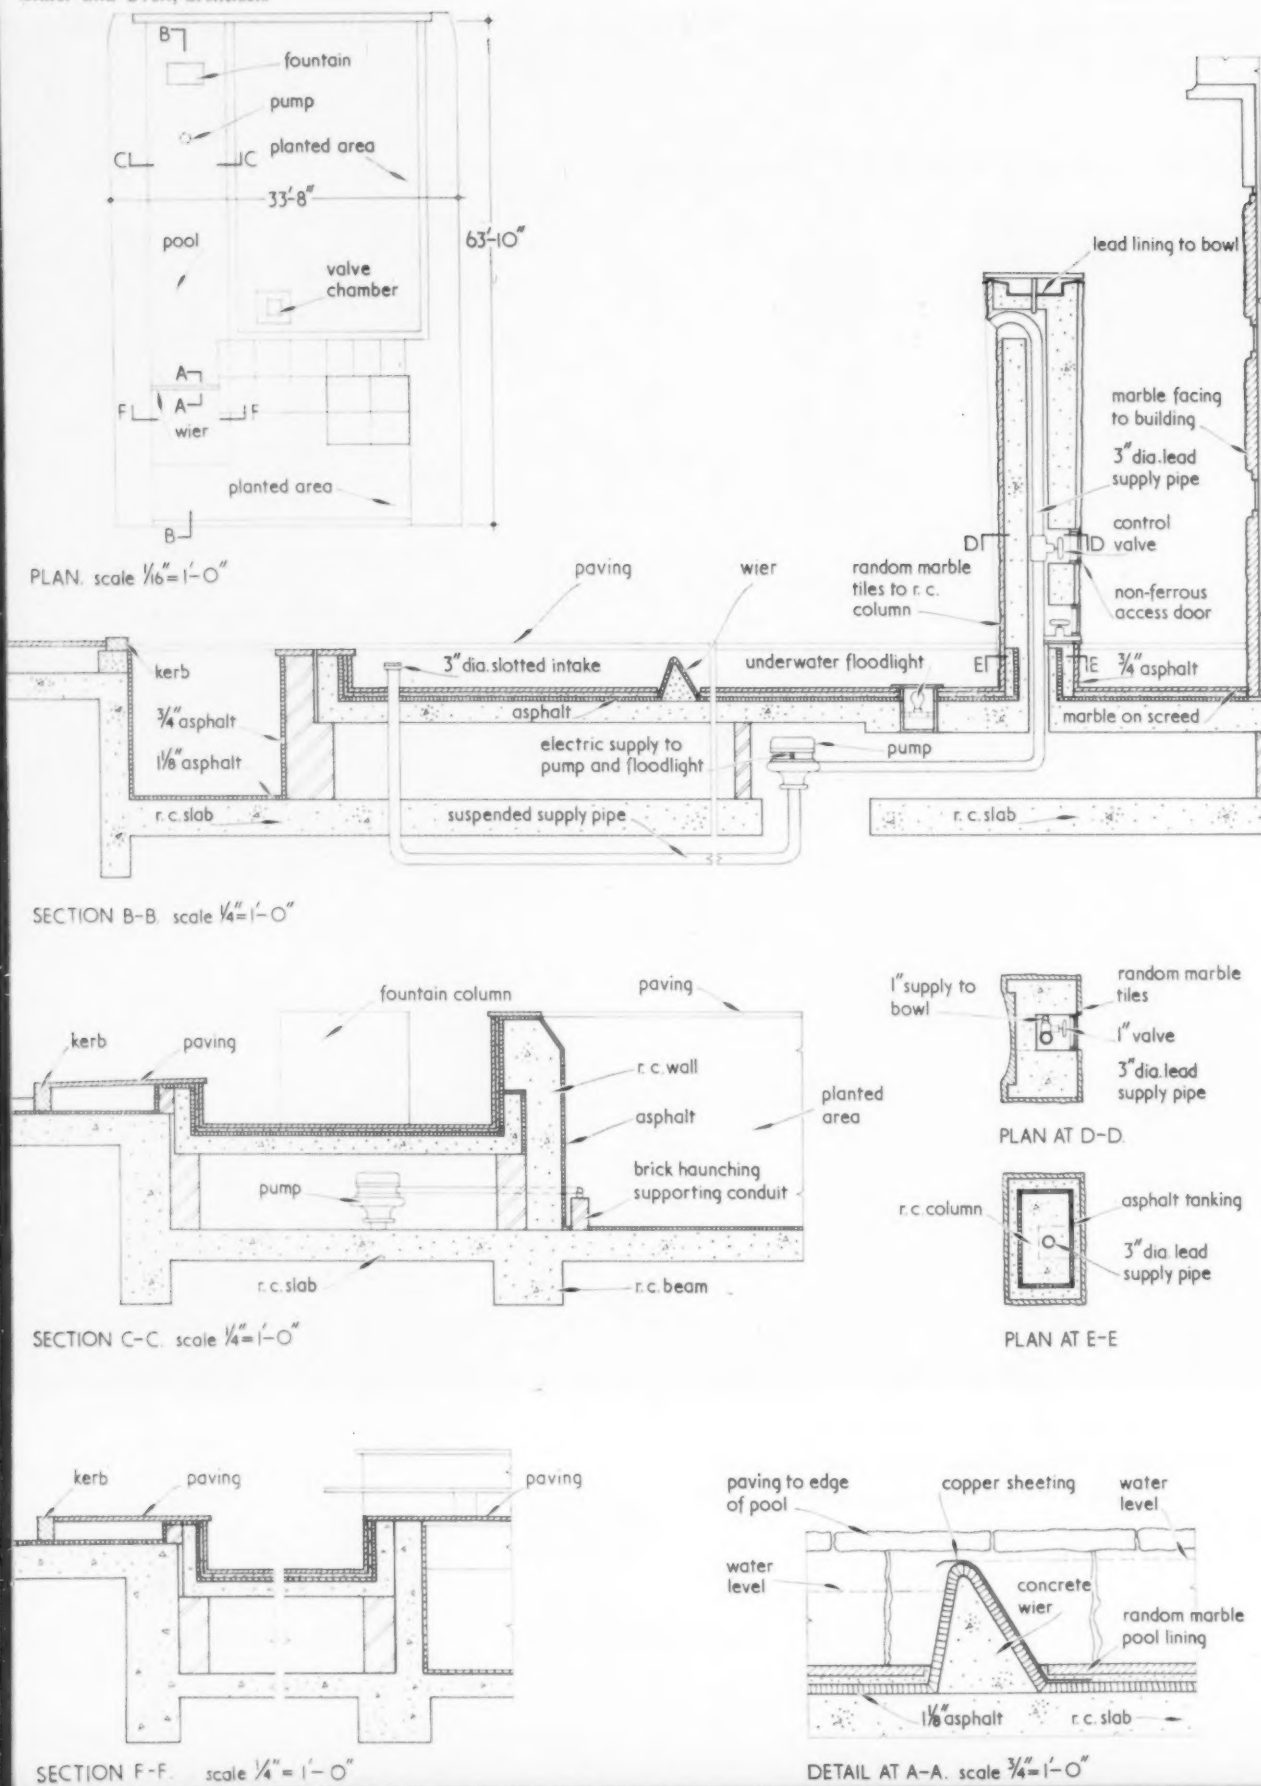 B
fountain
pump
planted area
C
C
33'-8"
63'-10"
pool
valve
chamber
A
A
F
F
wier
planted area
B
PLAN. scale 1/16"=1'-0"
lead lining to bowl
marble facing
to building
3"dia.lead
supply pipe
D
D
control
valve
random marble
tiles to r.c.
column
non-ferrous
access door
paving
wier
kerb
3"dia.slotted intake
underwater floodlight
E
E
3/4"asphalt
3/4"asphalt
asphalt
marble on screed
1 1/8"asphalt
electric supply to
pump and floodlight
pump
r.c.slab
suspended supply pipe
r.c.slab
SECTION B-B. scale 1/4"=1'-0"
fountain column
paving
kerb
paving
r.c.wall
planted
area
asphalt
brick haunching
supporting conduit
pump
r.c.slab
r.c.beam
SECTION C-C. scale 1/4"=1'-0"
1"supply to
bowl
random marble
tiles
1"valve
3"dia.lead
supply pipe
PLAN AT D-D.
r.c.column
asphalt tanking
3"dia.lead
supply pipe
PLAN AT E-E
kerb
paving
paving
SECTION F-F. scale 1/4"=1'-0"
paving to edge
of pool
copper sheeting
water
level
water
level
concrete
wier
random marble
pool lining
1 1/8"asphalt
r.c.slab
DETAIL AT A-A. scale 3/4"=1'-0"